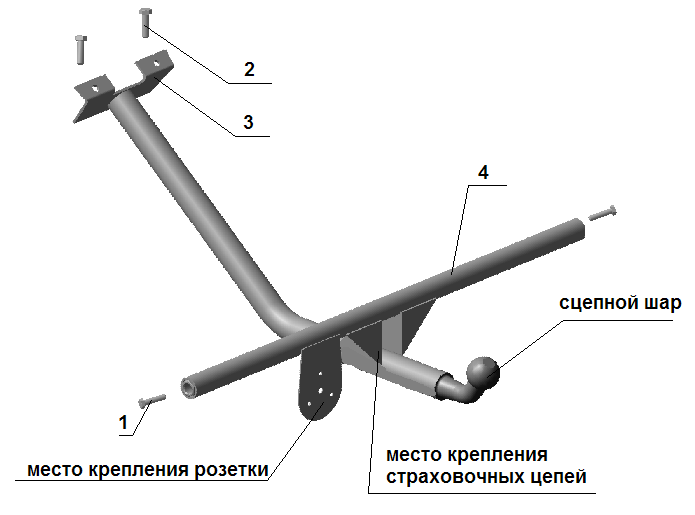 2
3
4
сцепной шар
1
место крепления розетки
место крепления
страховочных цепей